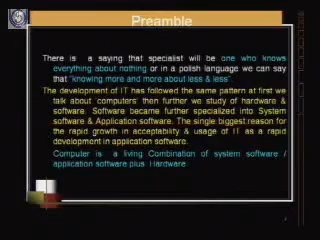 Preamble
There is a saying that specialist will be one who knows
everything about nothing or in a polish language we can say
that "knowing more and more about less & less".
The development of IT has followed the same pattern at first we
talk about 'computers' then further we study of hardware &
software. Software became further specialized into System
software & Application software. The single biggest reason for
the rapid growth in acceptability & usage of IT as a rapid
development in application software.
Computer is a living Combination of system software /
application software plus Hardware